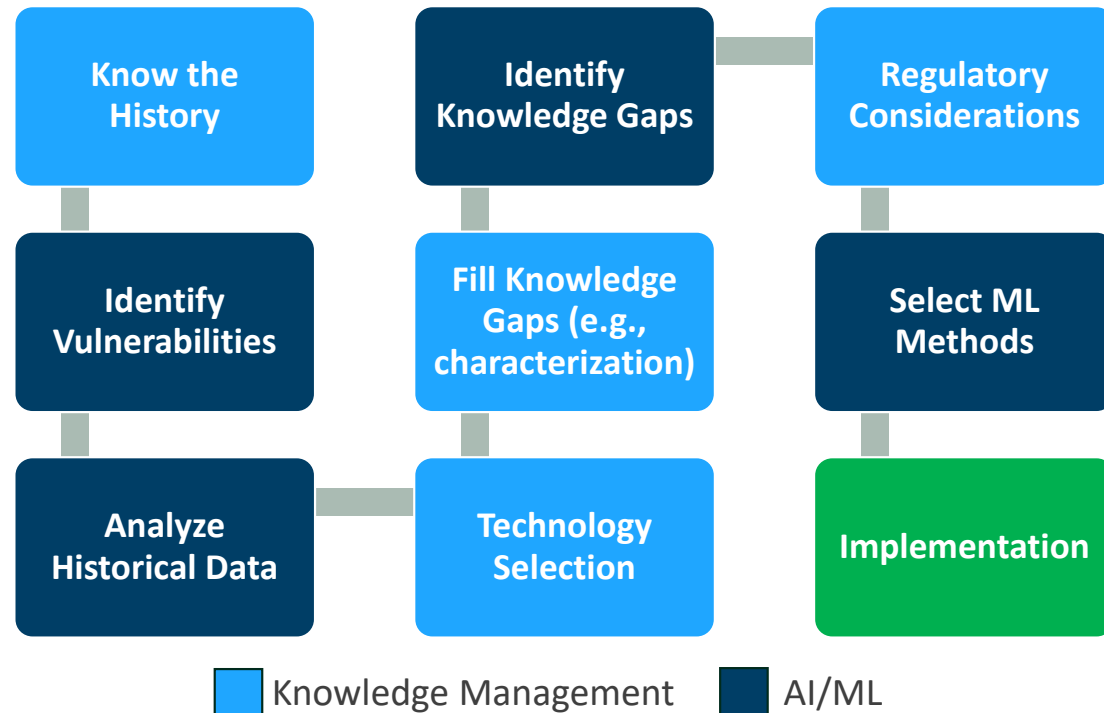 Know the
History
Identify
Vulnerabilities
Analyze
Historical Data
Technology
Selection
Fill Knowledge
Gaps (e.g.,
characterization)
Identify
Knowledge Gaps
Regulatory
Considerations
Select ML
Methods
Implementation
Knowledge Management
AI/ML